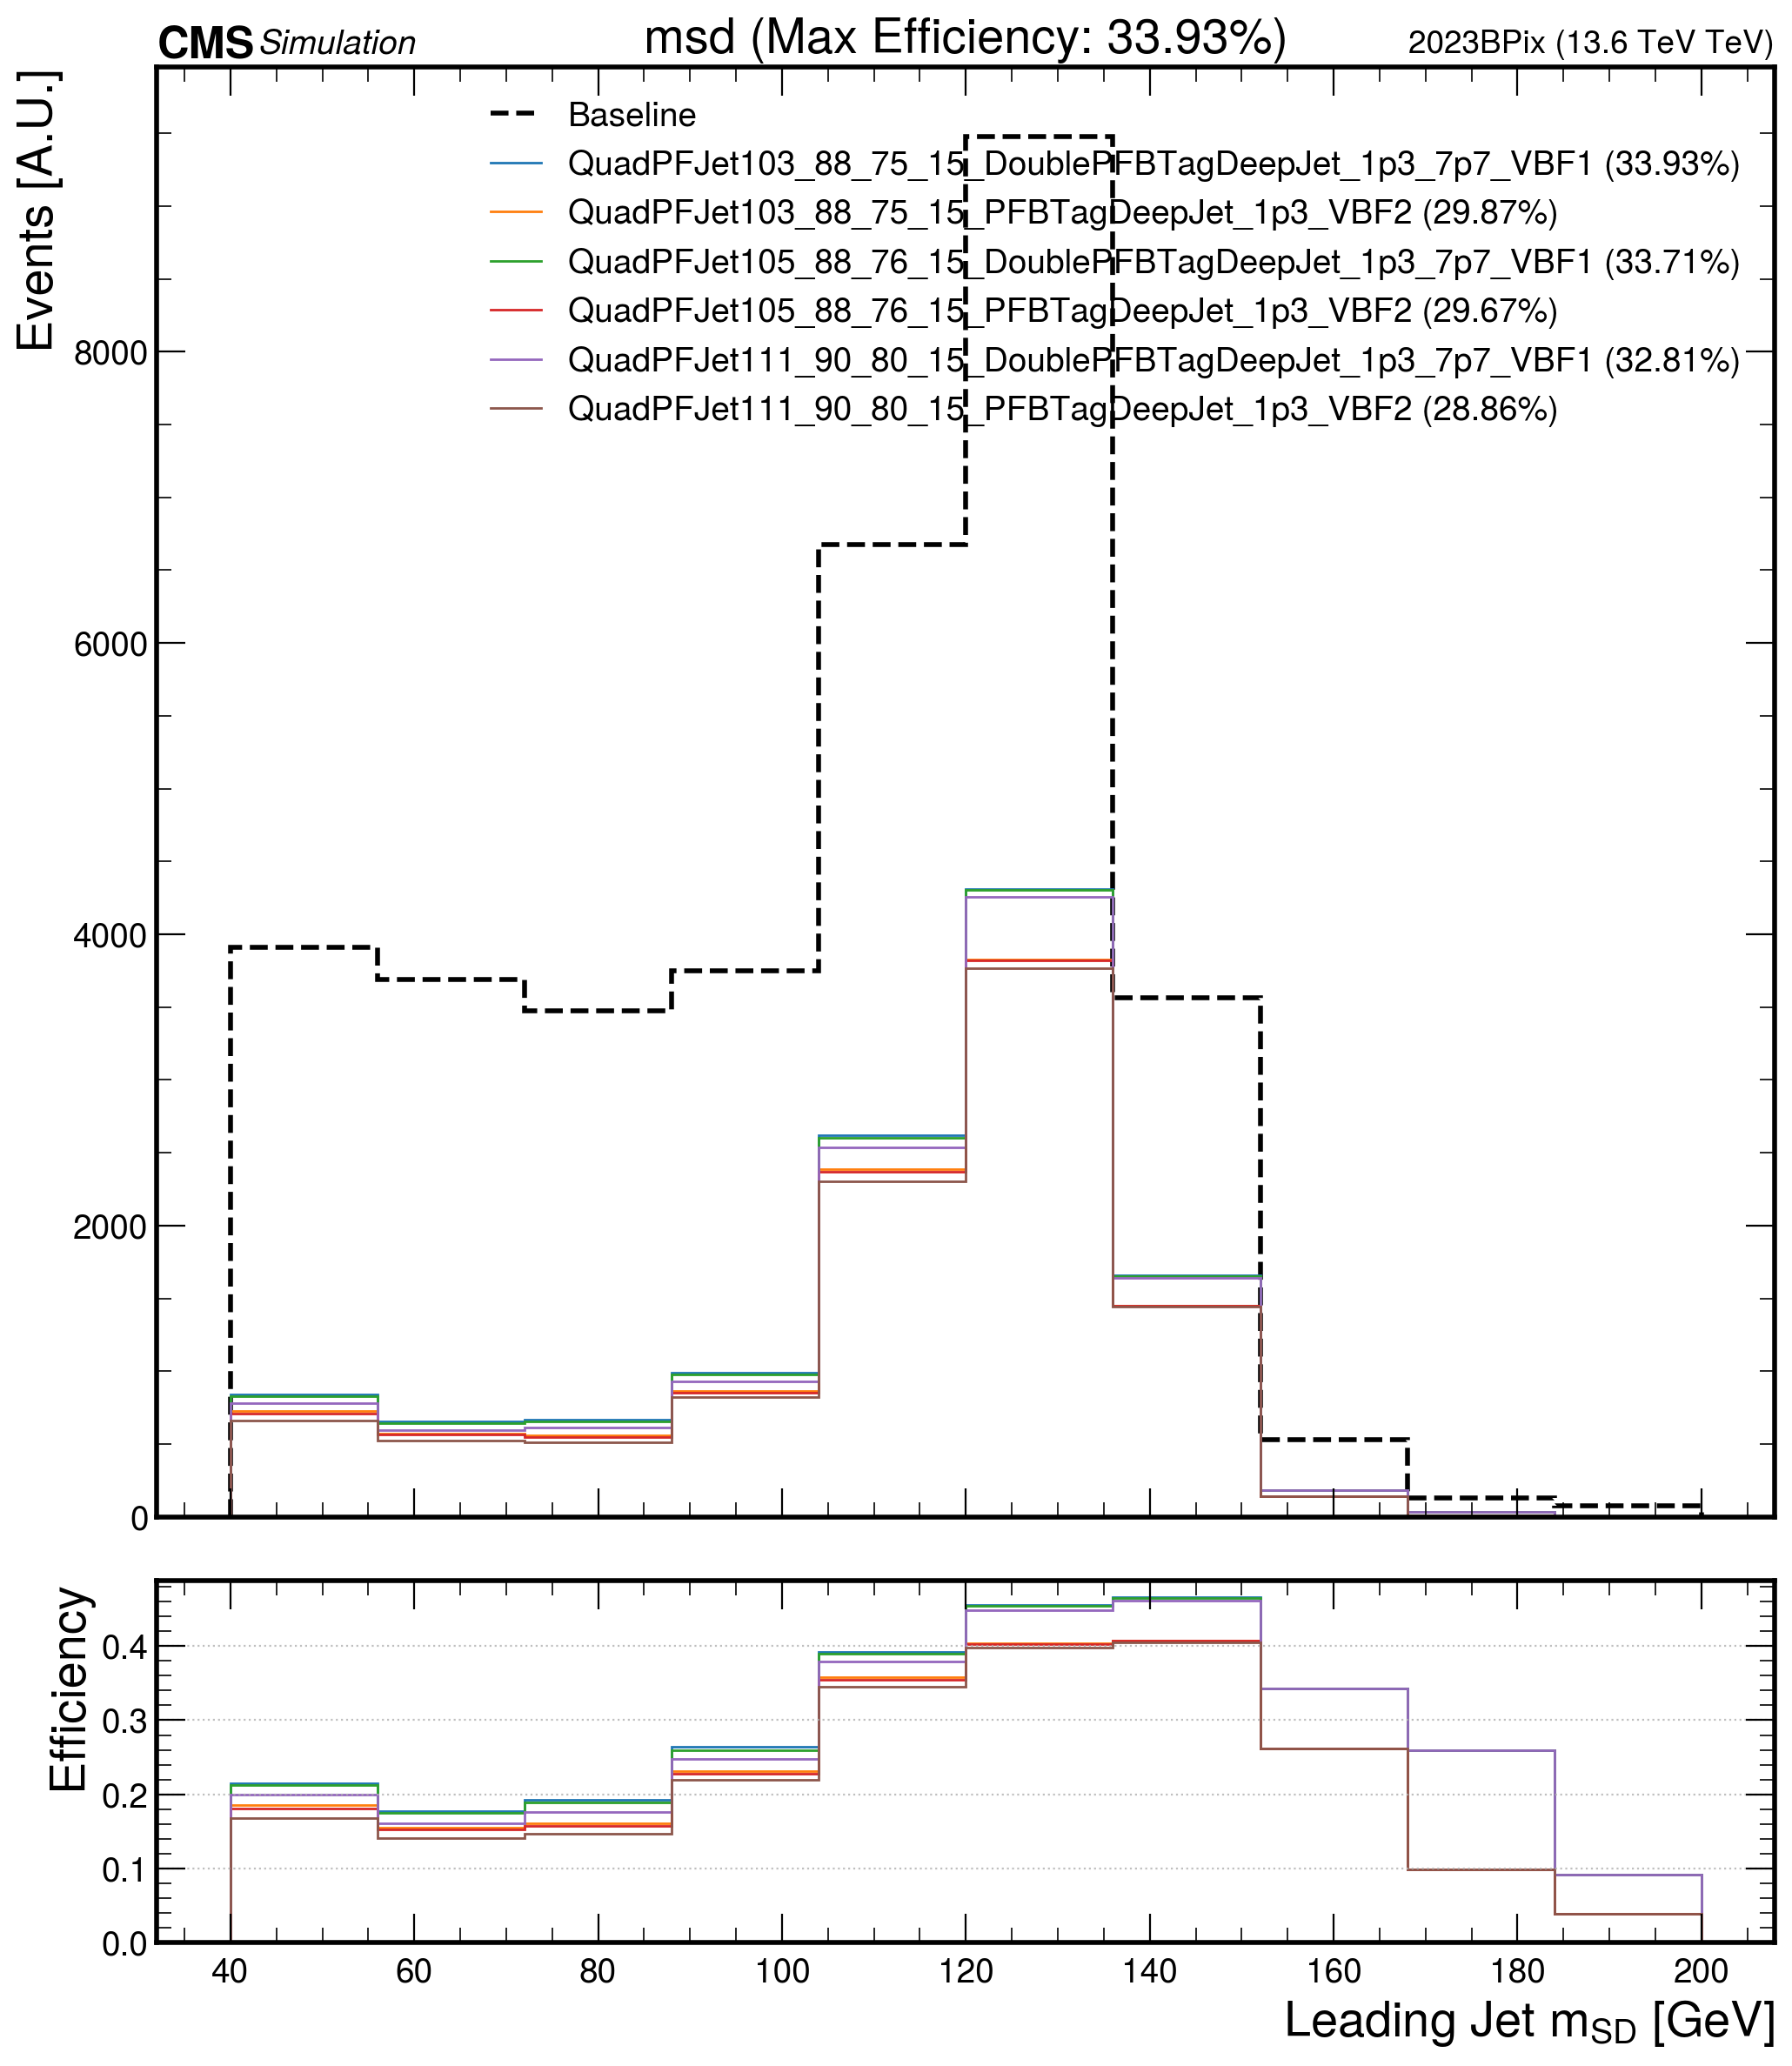 CMS Simulation msd (Max Efficiency: 33.93%) 2023BPix (13.6 TeV TeV)
Events [A.U.]
Baseline
QuadPFJet103_88_75_15_DoublePFBTagDeepJet_1p3_7p7_VBF1 (33.93%)
QuadPFJet103_88_75_15_PFBTagDeepJet_1p3_VBF2 (29.87%)
QuadPFJet105_88_76_15_DoublePFBTagDeepJet_1p3_7p7_VBF1 (33.71%)
QuadPFJet105_88_76_15_PFBTagDeepJet_1p3_VBF2 (29.67%)
QuadPFJet111_90_80_15_DoublePFBTagDeepJet_1p3_7p7_VBF1 (32.81%)
QuadPFJet111_90_80_15_PFBTagDeepJet_1p3_VBF2 (28.86%)
8000
6000
4000
2000
0
Efficiency
0.4
0.3
0.2
0.1
0.0
40 60 80 100 120 140 160 180 200
Leading Jet mSD [GeV]